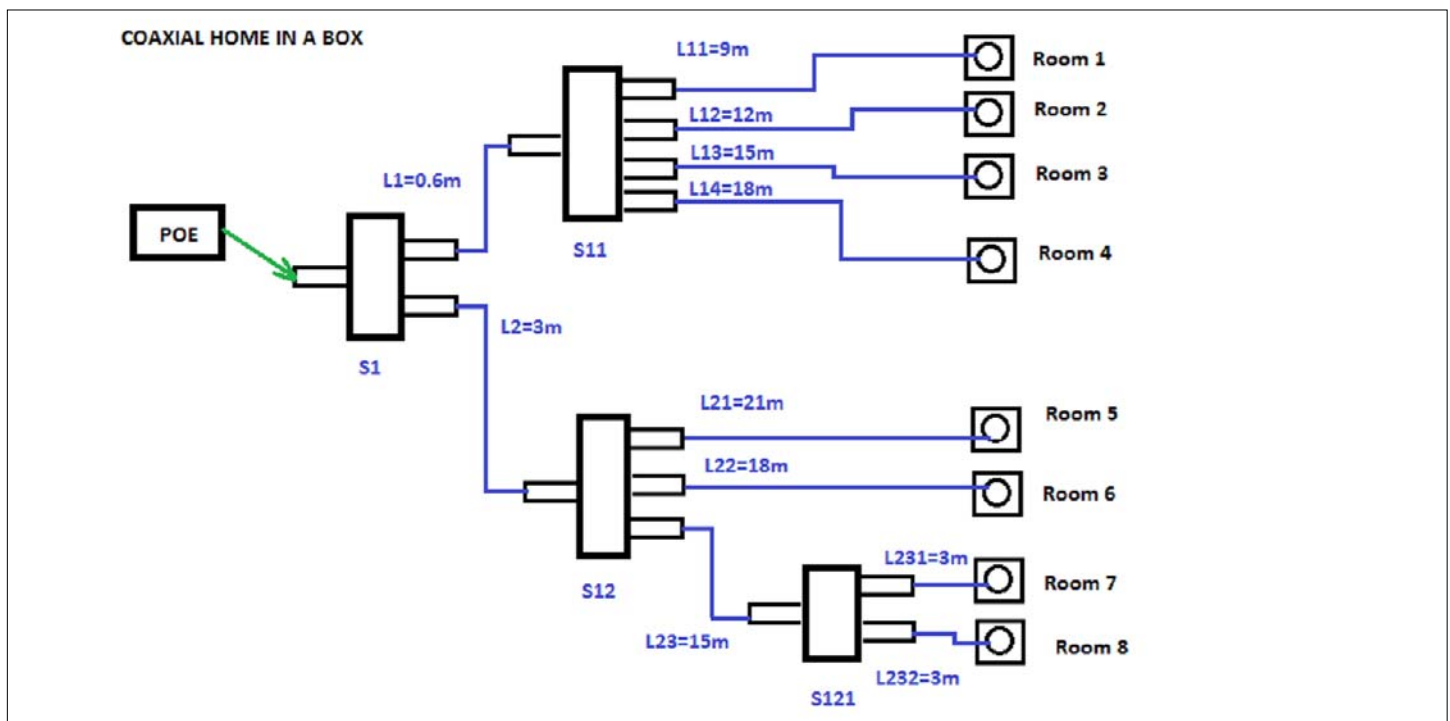 COAXIAL HOME IN A BOX
L11=9m
Room 1
L12=12m
Room 2
L13=15m
Room 3
L1=0.6m
L14=18m
Room 4
POE
S11
L2=3m
S1
L21=21m
Room 5
L22=18m
Room 6
L231=3m
Room 7
S12
L23=15m
Room 8
L232=3m
S121